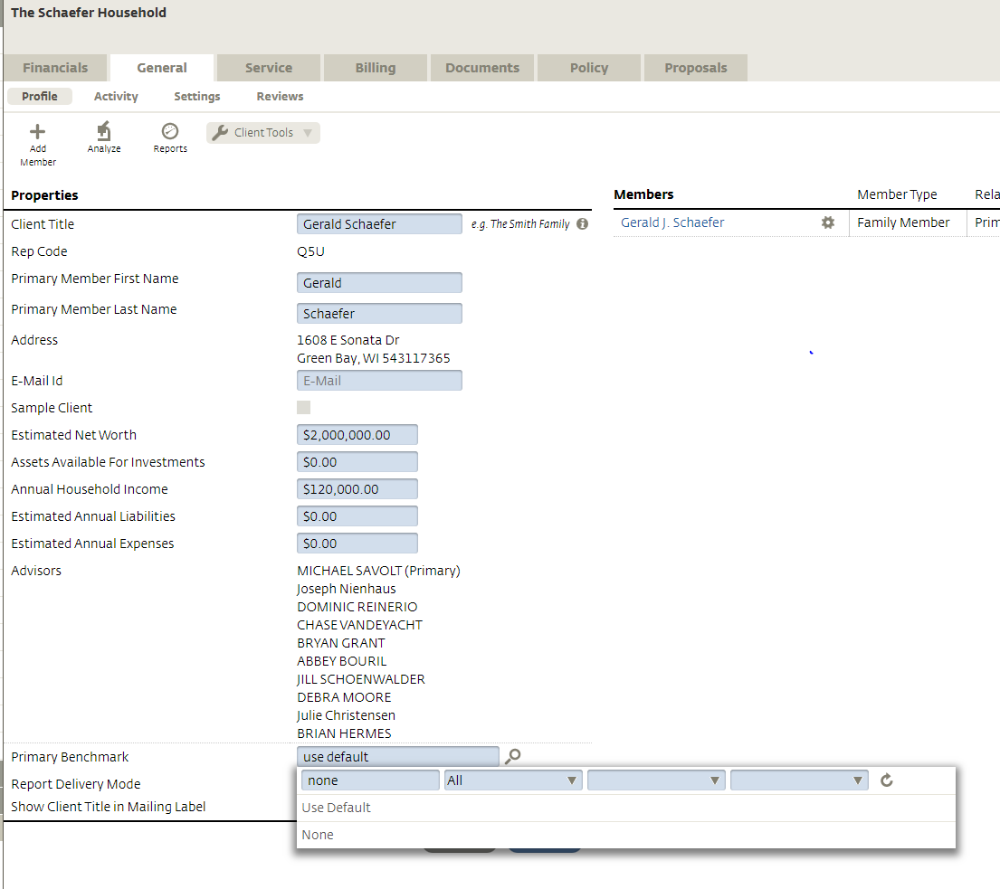 The Schaefer Household
Financials General Service Billing Documents Policy Proposals
Profile Activity Settings Reviews
Add Member Analyze Reports Client Tools
Properties
Client Title Gerald Schaefer e.g. The Smith Family
Rep Code Q5U
Primary Member First Name Gerald
Primary Member Last Name Schaefer
Address 1608 E Sonata Dr
Green Bay, WI 543117365
E-Mail Id E-Mail
Sample Client
Estimated Net Worth $2,000,000.00
Assets Available For Investments $0.00
Annual Household Income $120,000.00
Estimated Annual Liabilities $0.00
Estimated Annual Expenses $0.00
Advisors MICHAEL SAVOLT (Primary)
Joseph Nienhaus
DOMINIC REINERIO
CHASE VANDEYACHT
BRYAN GRANT
ABBEY BOURIL
JILL SCHOENWALDER
DEBRA MOORE
Julie Christensen
BRIAN HERMES
Primary Benchmark use default
none All
Report Delivery Mode
Show Client Title in Mailing Label
Use Default
None
Members Member Type Rela
Gerald J. Schaefer Family Member Prim